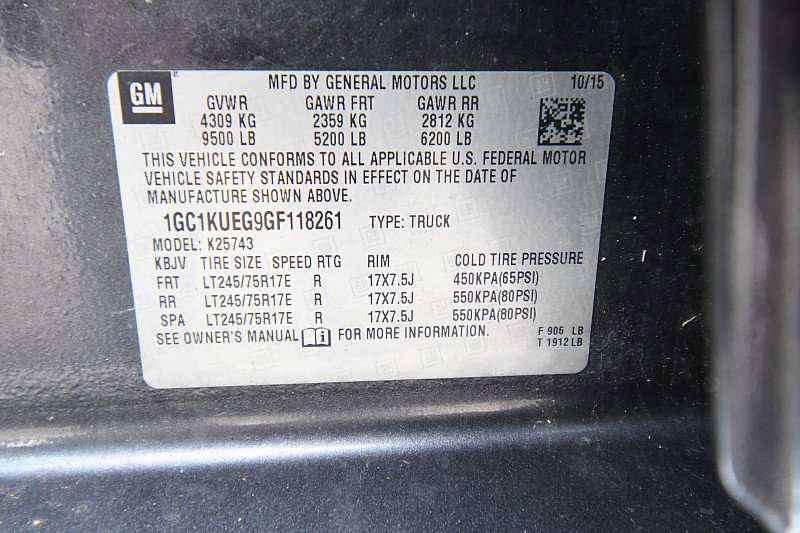 GM
MFD BY GENERAL MOTORS LLC 10/15
GVWR GAWR FRT GAWR RR
4309 KG 2359 KG 2812 KG
9500 LB 5200 LB 6200 LB
THIS VEHICLE CONFORMS TO ALL APPLICABLE U.S. FEDERAL MOTOR
VEHICLE SAFETY STANDARDS IN EFFECT ON THE DATE OF
MANUFACTURE SHOWN ABOVE.
1GC1KUEG9GF118261 TYPE: TRUCK
MODEL: K25743
KBJV TIRE SIZE SPEED RTG RIM COLD TIRE PRESSURE
FRT LT245/75R17E R 17X7.5J 450KPA(65PSI)
RR LT245/75R17E R 17X7.5J 550KPA(80PSI)
SPA LT245/75R17E R 17X7.5J 550KPA(80PSI)
SEE OWNER'S MANUAL FOR MORE INFORMATION.
F 906 LB
T 1912 LB